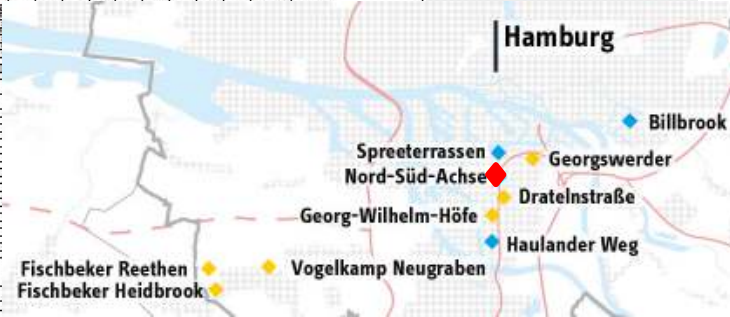 Hamburg
Billbrook
Spreeterrassen
Georgswerder
Nord-Süd-Achse
Dratelnstraße
Georg-Wilhelm-Höfe
Haulander Weg
Fischbeker Reethen
Vogelkamp Neugraben
Fischbeker Heidbrook